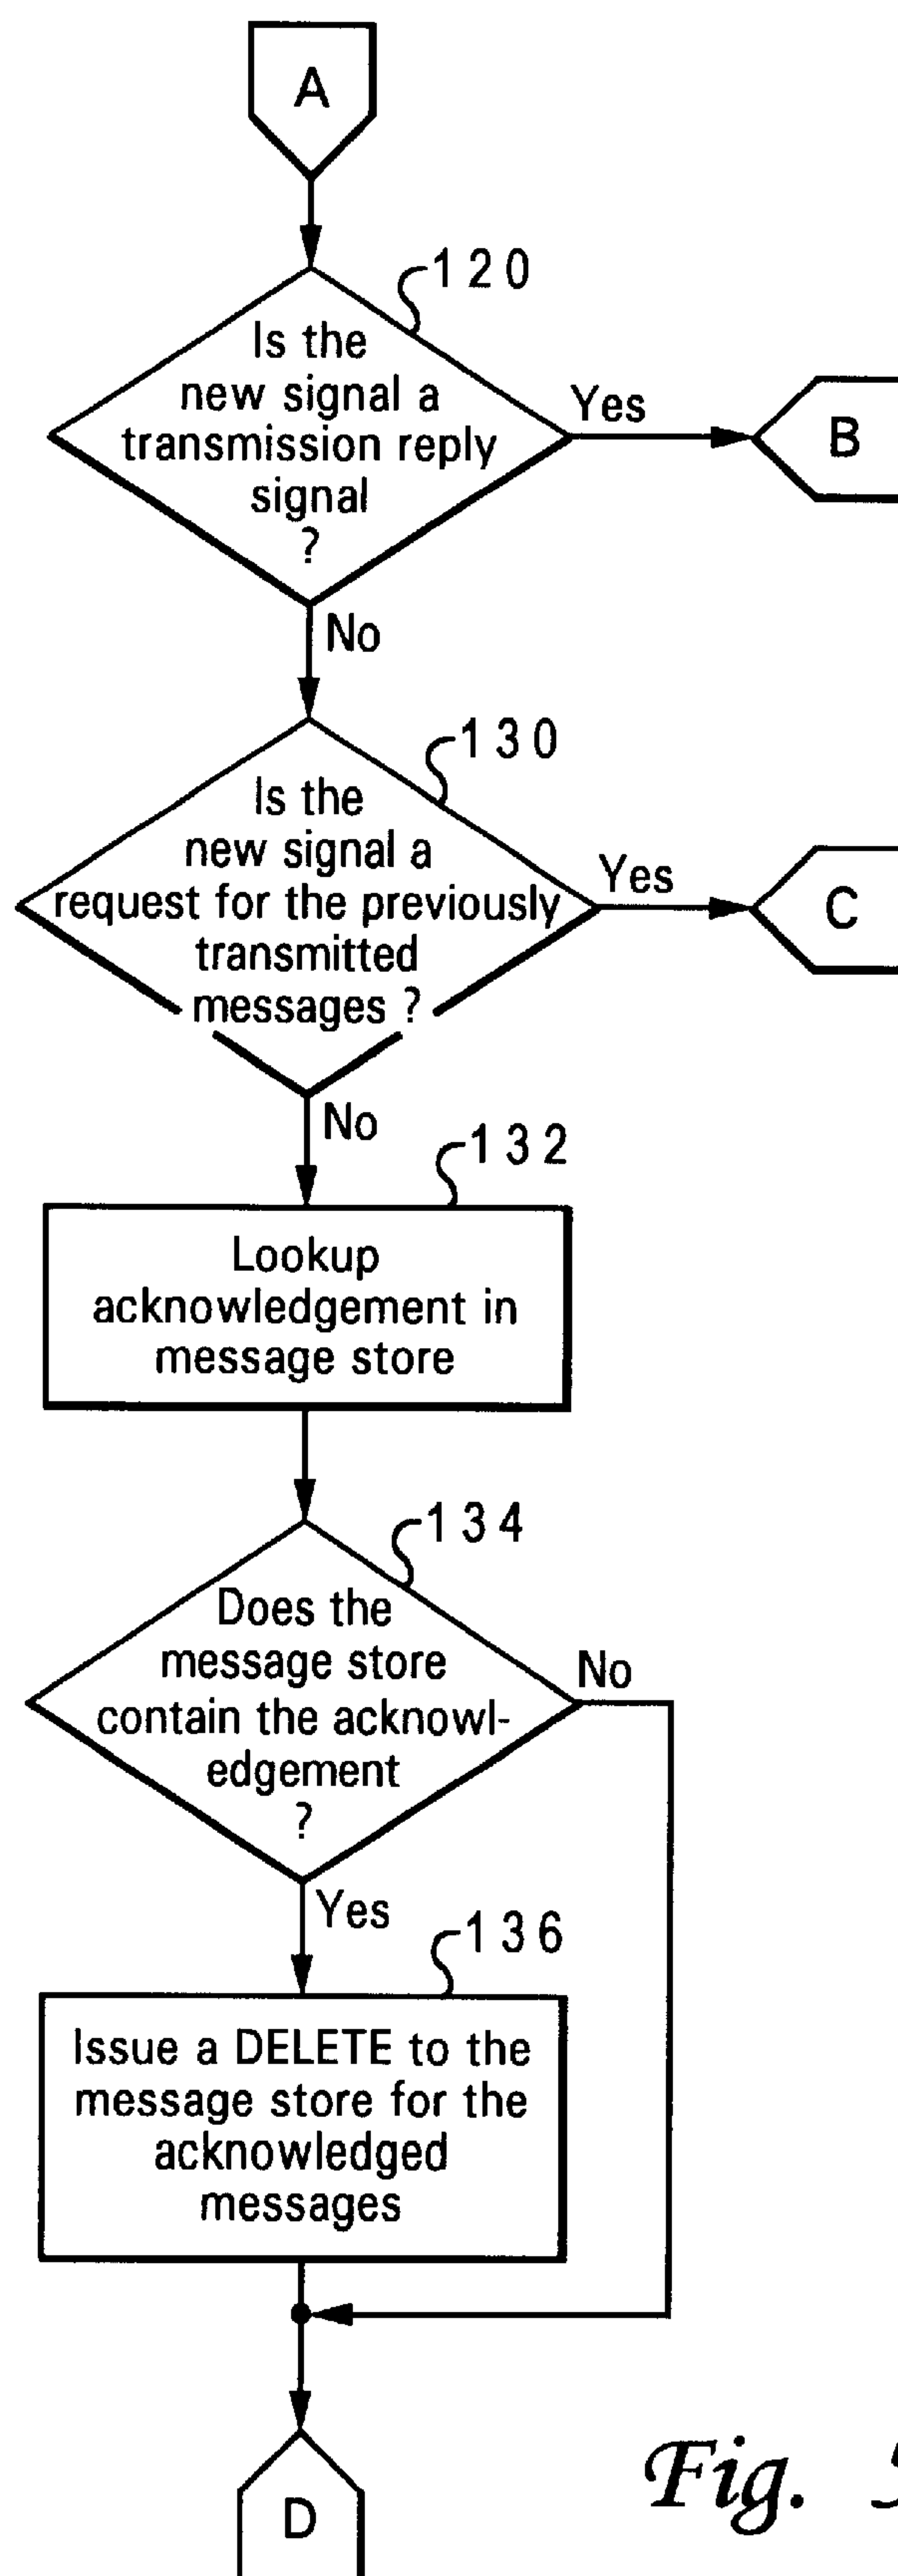 A
120
Is the
new signal a
transmission reply
signal
?
Yes
B
No
130
Is the
new signal a
request for the previously
transmitted
messages ?
Yes
C
No
132
Lookup
acknowledgement in
message store
134
Does the
message store
contain the acknowl-
edgement
?
No
Yes
136
Issue a DELETE to the
message store for the
acknowledged
messages
D
Fig.